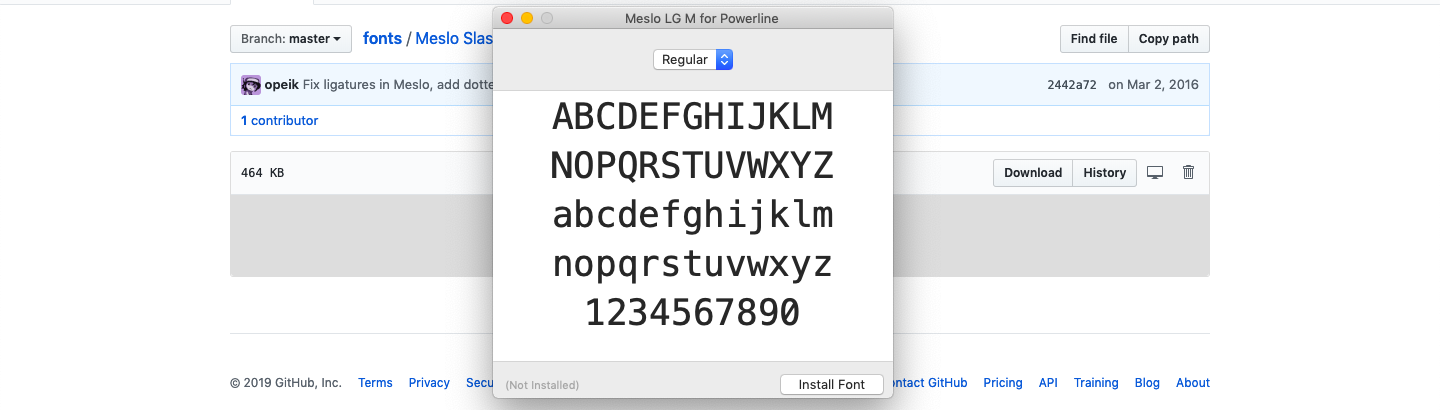 Meslo LG M for Powerline
Branch: master
fonts / Meslo Slas
Find file
Copy path
Regular
opeik Fix ligatures in Meslo, add dotte
2442a72 on Mar 2, 2016
1 contributor
ABCDEFGHIJKLM
NOPQRSTUVWXYZ
abcdefghijklm
nopqrstuvwxyz
1234567890
464 KB
Download
History
(Not Installed)
Install Font
© 2019 GitHub, Inc.
Terms
Privacy
Secu
ntact GitHub
Pricing
API
Training
Blog
About